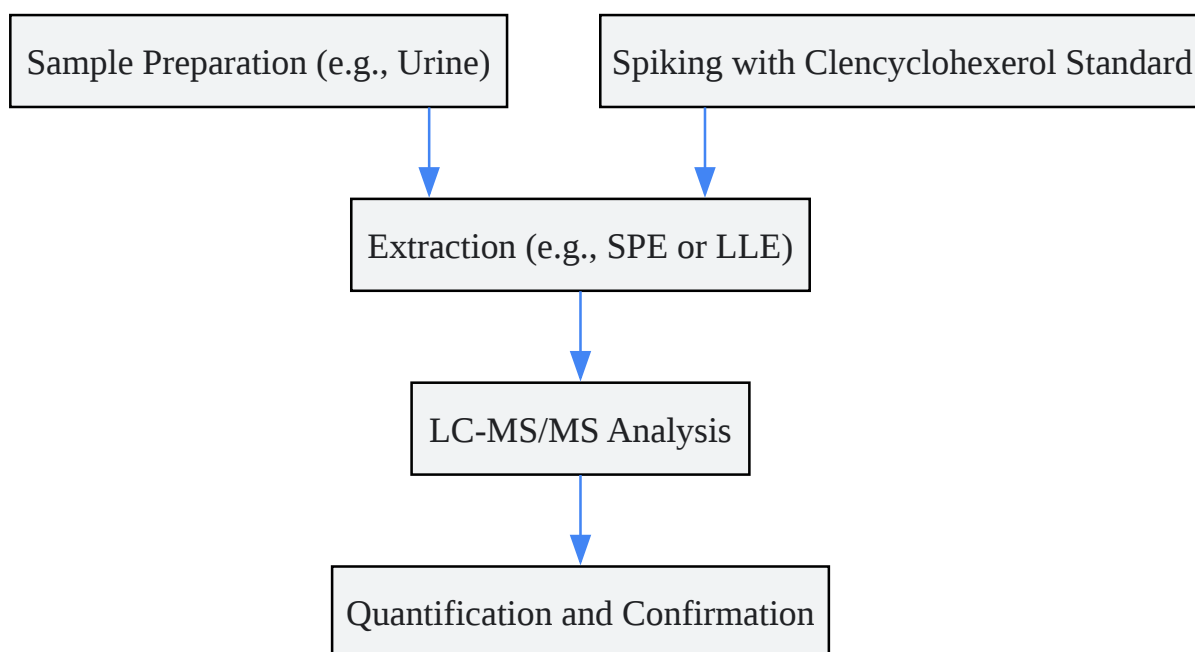 Sample Preparation (e.g., Urine)
Spiking with Clencyclohexerol Standard
Extraction (e.g., SPE or LLE)
LC-MS/MS Analysis
Quantification and Confirmation